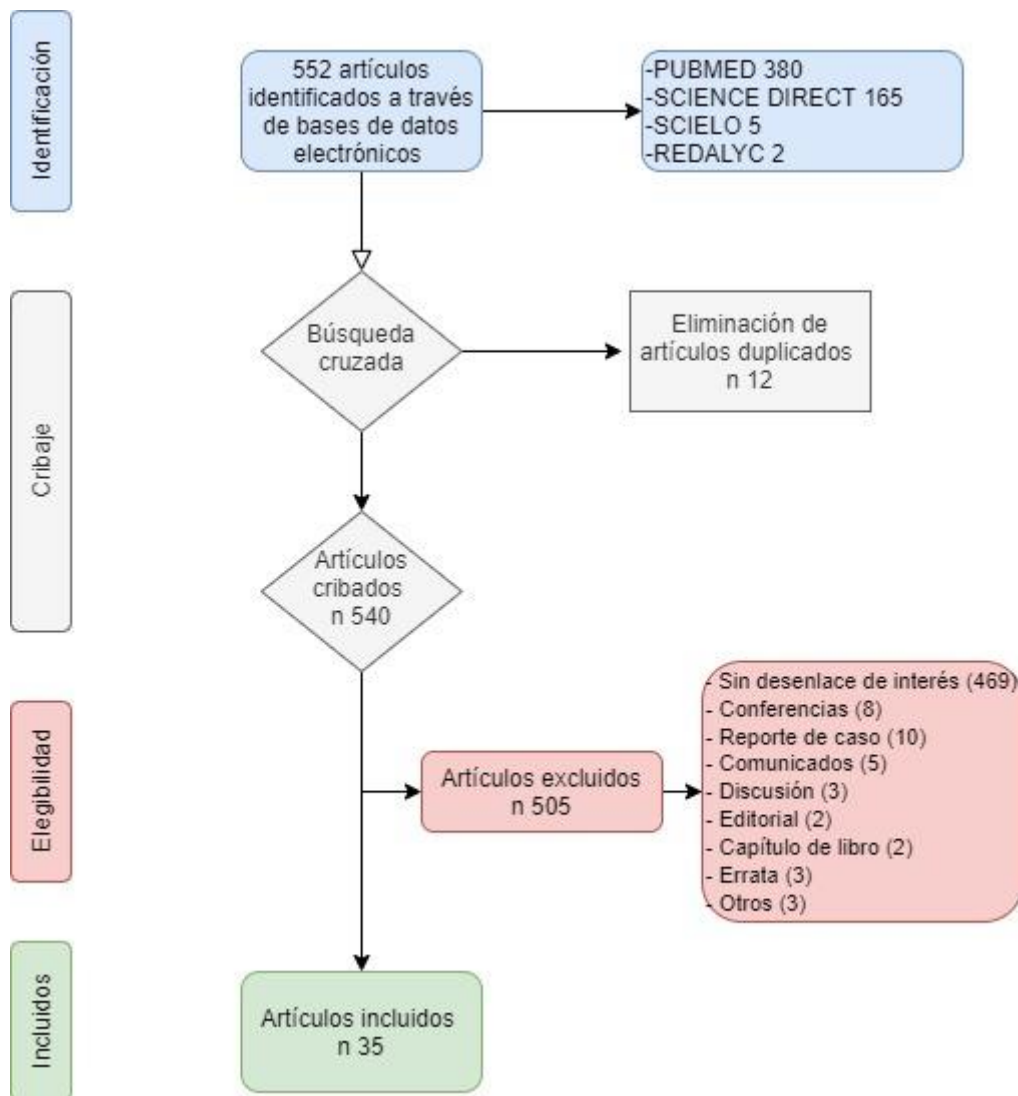 Identificación
552 artículos
identificados a través
de bases de datos
electrónicos
-PUBMED 380
-SCIENCE DIRECT 165
-SCIELO 5
-REDALYC 2
Cribaje
Búsqueda
cruzada
Eliminación de
artículos duplicados
n 12
Artículos
cribados
n 540
Elegibilidad
Artículos excluidos
n 505
- Sin desenlace de interés (469)
- Conferencias (8)
- Reporte de caso (10)
- Comunicados (5)
- Discusión (3)
- Editorial (2)
- Capítulo de libro (2)
- Errata (3)
- Otros (3)
Incluidos
Artículos incluidos
n 35